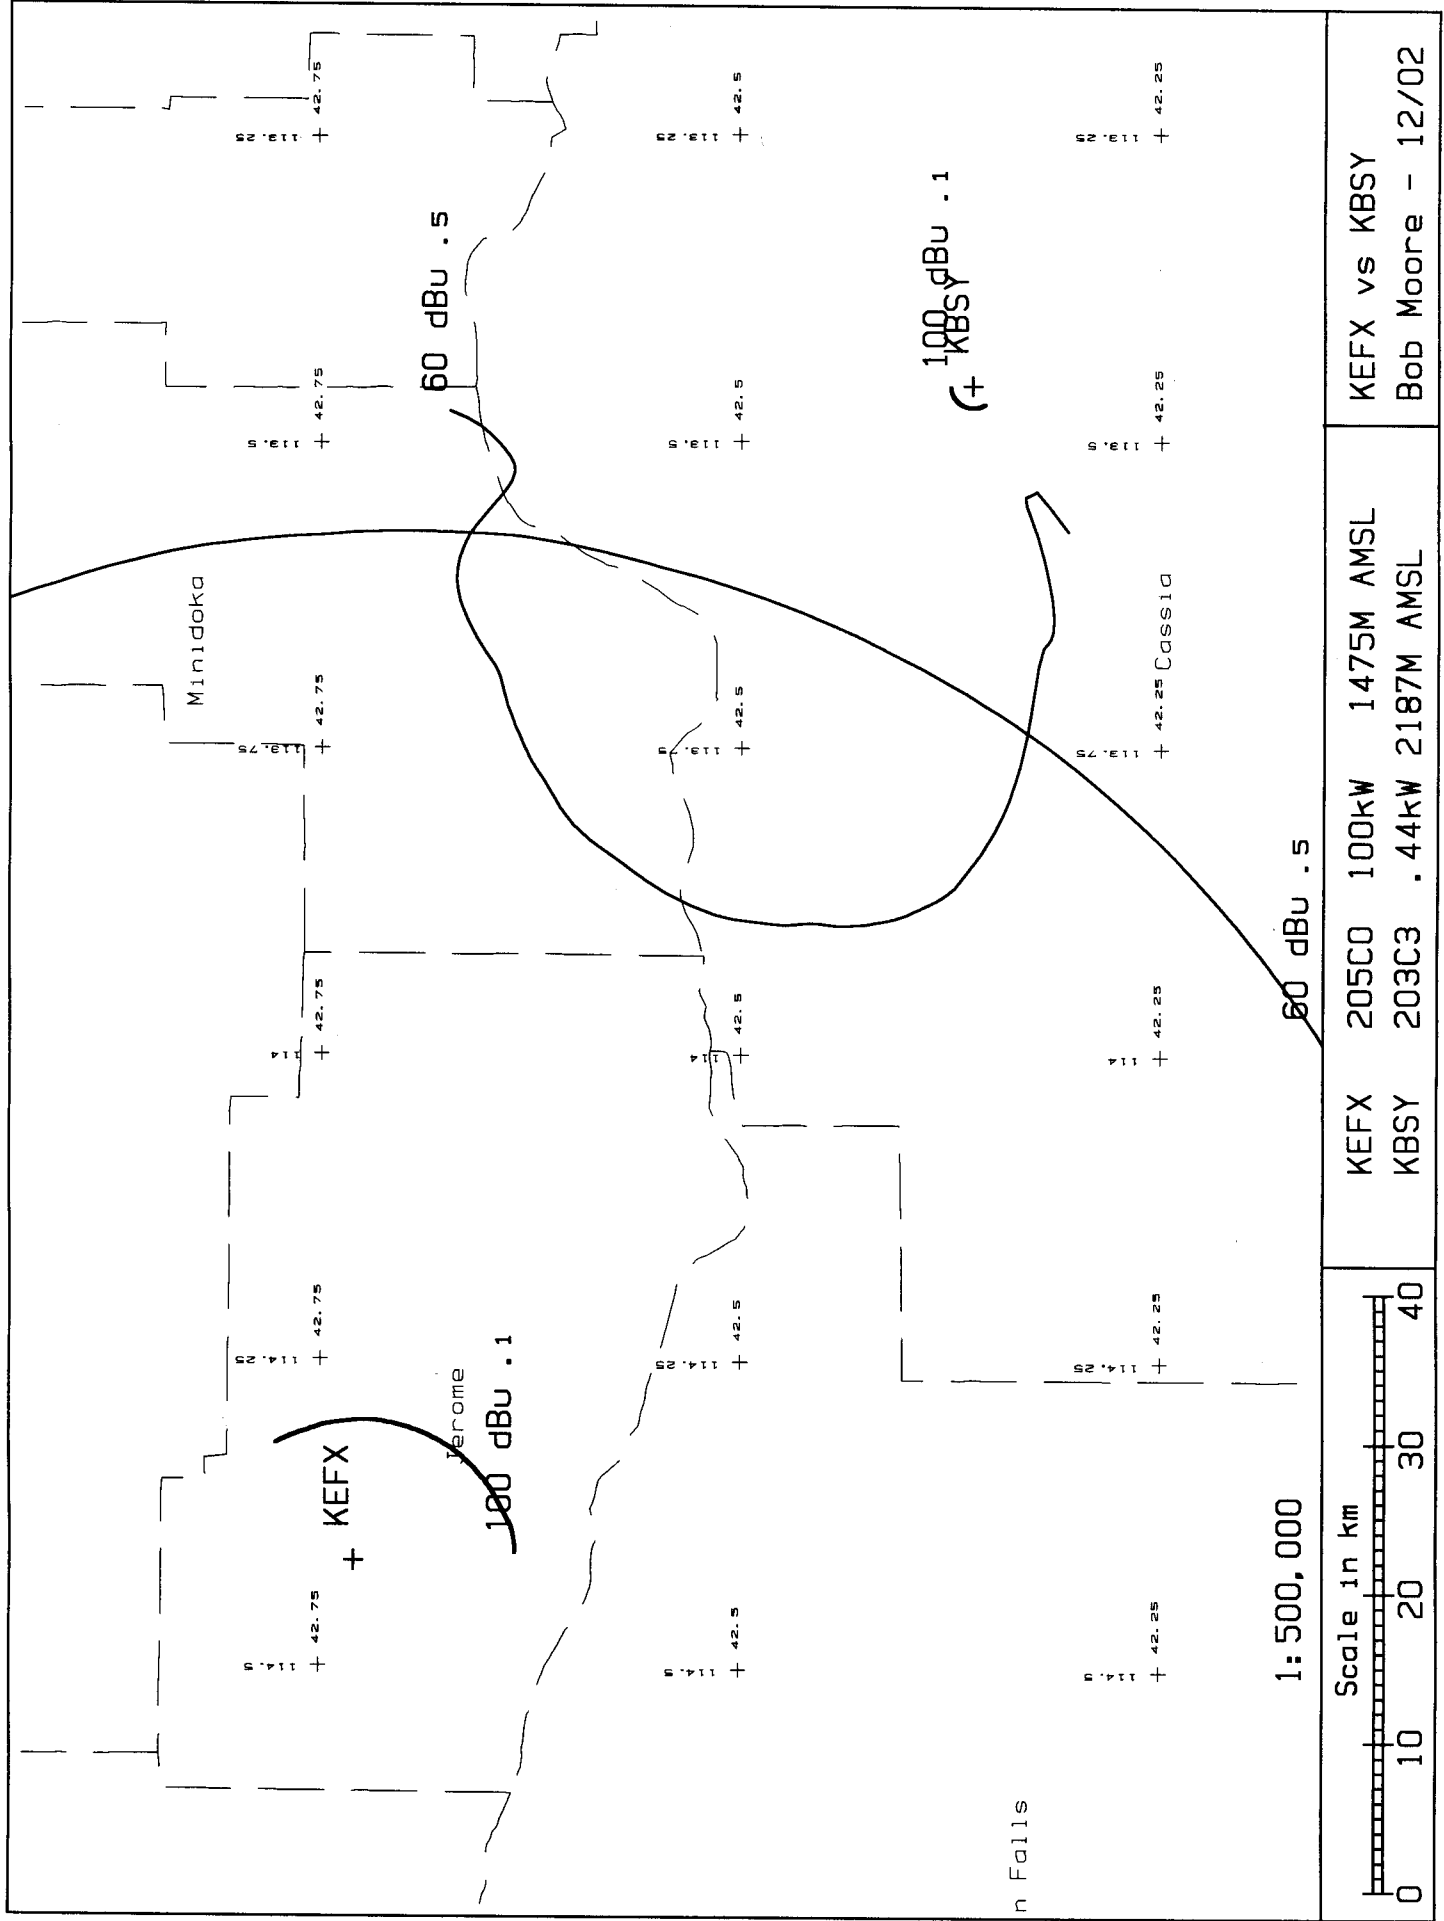 Minidoka
113.75
42.75
113.5
42.75
113.25
42.75
114
42.75
114.25
42.75
114.5
42.75
KEFX
Jerome
100 dBu .1
60 dBu .5
114.5
42.5
114.25
42.5
114
42.5
113.75
42.5
113.5
42.5
113.25
42.5
100 dBu .1
KBSY
n Falls
114.5
42.25
114.25
42.25
114
42.25
113.75
42.25
Cassia
113.5
42.25
113.25
42.25
60 dBu .5
1:500,000
Scale in km
0 10 20 30 40
KEFX 205C0 100kW 1475M AMSL
KBSY 203C3 .44kW 2187M AMSL
KEFX vs KBSY
Bob Moore - 12/02